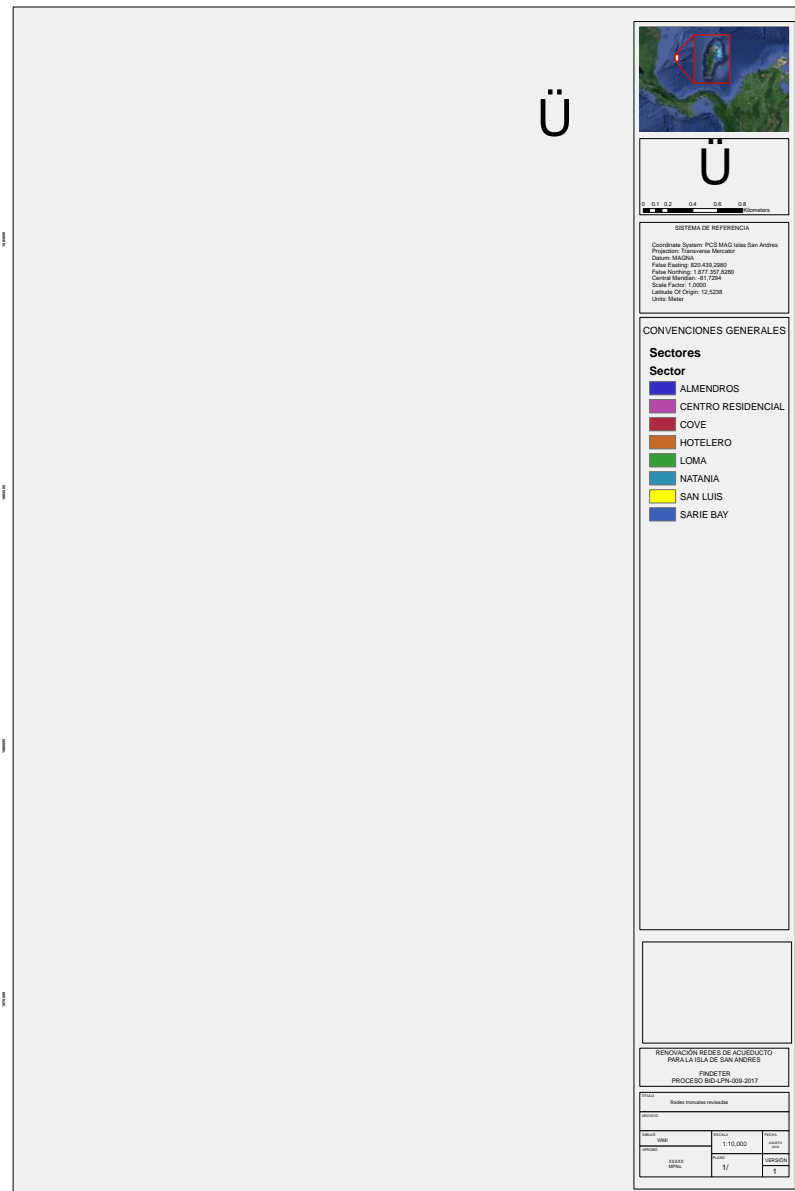 Ü
Ü
0 0.1 0.2 0.4 0.6 0.8
Kilometers
SISTEMA DE REFERENCIA
Coordinate System: PCS MAG Islas San Andres
Projection: Transverse Mercator
Datum: MAGNA
False Easting: 820.439,2980
False Northing: 1.877.357,8280
Central Meridian: -81,7294
Scale Factor: 1,0000
Latitude Of Origin: 12,5238
Units: Meter
CONVENCIONES GENERALES
Sectores
Sector
ALMENDROS
CENTRO RESIDENCIAL
COVE
HOTELERO
LOMA
NATANIA
SAN LUIS
SARIE BAY
RENOVACIÓN REDES DE ACUEDUCTO
PARA LA ISLA DE SAN ANDRES
FINDETER
PROCESO BID-LPN-009-2017
TITULO
Redes troncales revisadas
ARCHIVO
DIBUJO
WMI
ESCALA
1:10,000
FECHA
AGOSTO
APROBÓ
XXXXX
MPNo.
PLANO
1/
VERSIÓN
1